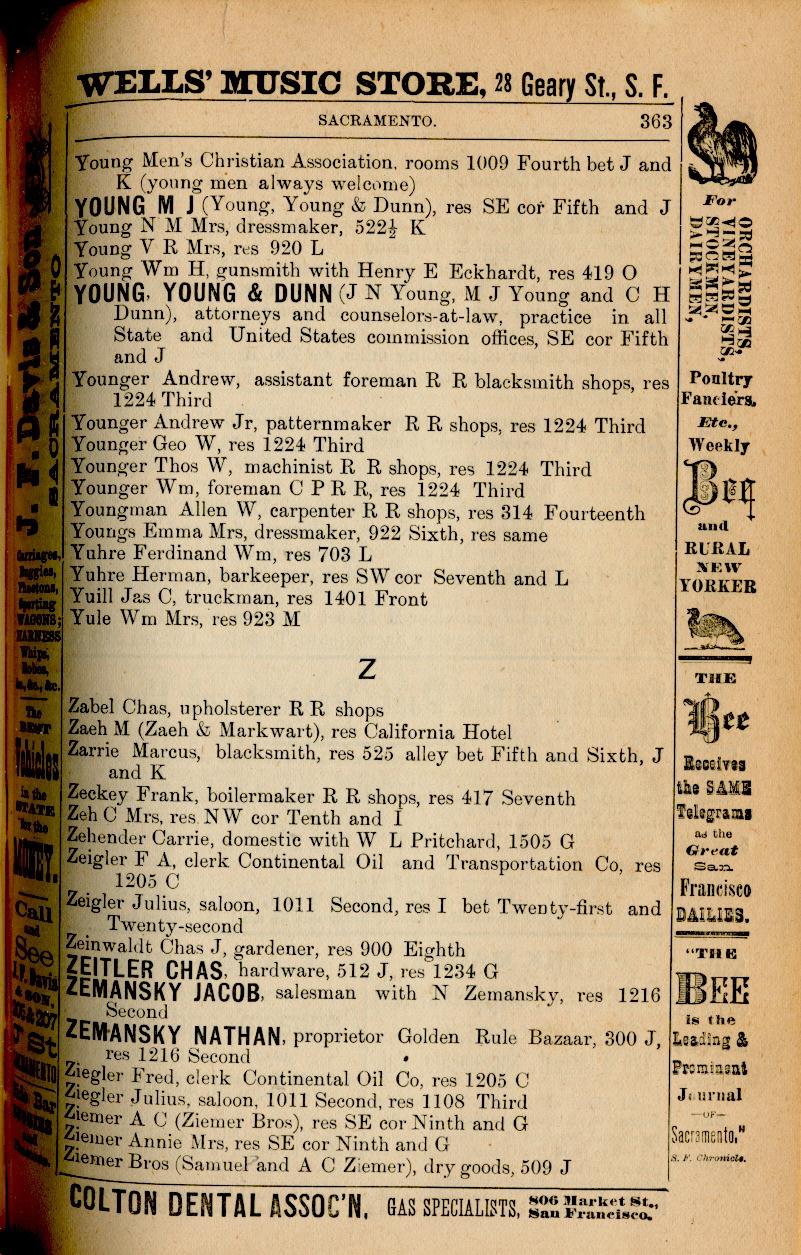 WELLS' MUSIC STORE, 28 Geary St., S. F.
SACRAMENTO. 363
Young Men's Christian Association, rooms 1009 Fourth bet J and
K (young men always welcome)
YOUNG M J (Young, Young & Dunn), res SE cor Fifth and J
Young N M Mrs, dressmaker, 522½ K
Young V R Mrs, res 920 L
Young Wm H, gunsmith with Henry E Eckhardt, res 419 O
YOUNG, YOUNG & DUNN (J N Young, M J Young and C H
Dunn), attorneys and counselors-at-law, practice in all
State and United States commission offices, SE cor Fifth
and J
Younger Andrew, assistant foreman R R blacksmith shops, res
1224 Third
Younger Andrew Jr, patternmaker R R shops, res 1224 Third
Younger Geo W, res 1224 Third
Younger Thos W, machinist R R shops, res 1224 Third
Younger Wm, foreman C P R R, res 1224 Third
Youngman Allen W, carpenter R R shops, res 314 Fourteenth
Youngs Emma Mrs, dressmaker, 922 Sixth, res same
Yuhre Ferdinand Wm, res 703 L
Yuhre Herman, barkeeper, res SW cor Seventh and L
Yuill Jas C, truckman, res 1401 Front
Yule Wm Mrs, res 923 M
Z
Zabel Chas, upholsterer R R shops
Zaeh M (Zaeh & Markwart), res California Hotel
Zarrie Marcus, blacksmith, res 525 alley bet Fifth and Sixth, J
and K
Zeckey Frank, boilermaker R R shops, res 417 Seventh
Zeh C Mrs, res NW cor Tenth and I
Zehender Carrie, domestic with W L Pritchard, 1505 G
Zeigler F A, clerk Continental Oil and Transportation Co, res
1205 C
Zeigler Julius, saloon, 1011 Second, res I bet Twenty-first and
Twenty-second
Zeinwaldt Chas J, gardener, res 900 Eighth
ZEITLER CHAS, hardware, 512 J, res 1234 G
ZEMANSKY JACOB, salesman with N Zemansky, res 1216
Second
ZEMANSKY NATHAN, proprietor Golden Rule Bazaar, 300 J,
res 1216 Second
Ziegler Fred, clerk Continental Oil Co, res 1205 C
Ziegler Julius, saloon, 1011 Second, res 1108 Third
Ziemer A C (Ziemer Bros), res SE cor Ninth and G
Ziemer Annie Mrs, res SE cor Ninth and G
Ziemer Bros (Samuel and A C Ziemer), dry goods, 509 J
COLTON DENTAL ASSOC'N, GAS SPECIALISTS, 806 Market St., San Francisco.
For
ORCHARDISTS,
VINEYARDISTS,
STOCKMEN,
DAIRYMEN,
Poultry
Fanciers,
Etc.,
Weekly
Bee
and
RURAL
NEW
YORKER
THE
Bee
Receives
the SAME
Telegrams
as the
Great
San
Francisco
DAILIES.
"THE
BEE
is the
Leading &
Prominent
Journal
—OF—
Sacramento."
S. F. Chronicle.
J. F. Davis & Son
SACRAMENTO
Carriages,
Buggies,
Phaetons,
Sporting
WAGONS;
HARNESS
Whips,
Robes,
&c., &c.
The
BEST
Vehicles
in the
STATE
for the
MONEY.
Call
and
See
J. F. Davis
& SON,
J St